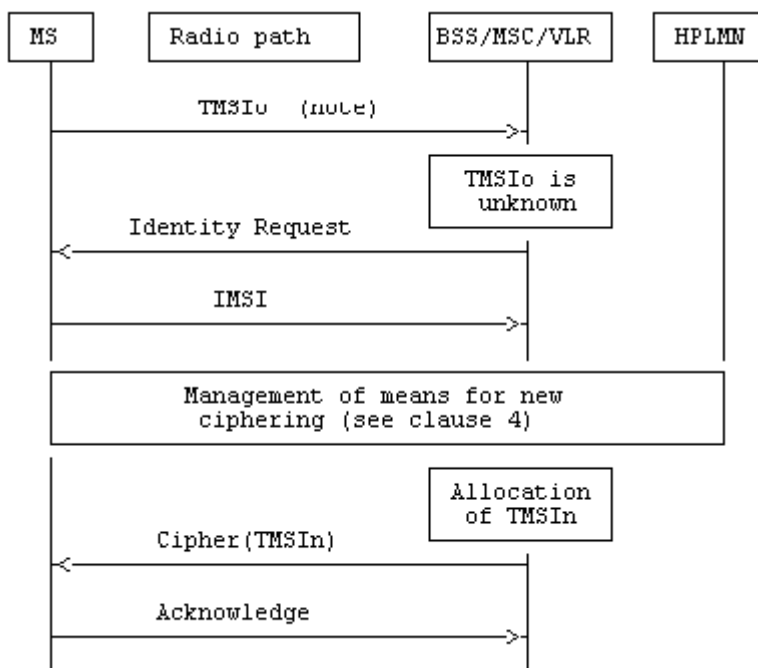 MS
Radio path
BSS/MSC/VLR
HPLMN
TMSIo (note)
TMSIo is
unknown
Identity Request
IMSI
Management of means for new
ciphering (see clause 4)
Allocation
of TMSIn
Cipher(TMSIn)
Acknowledge